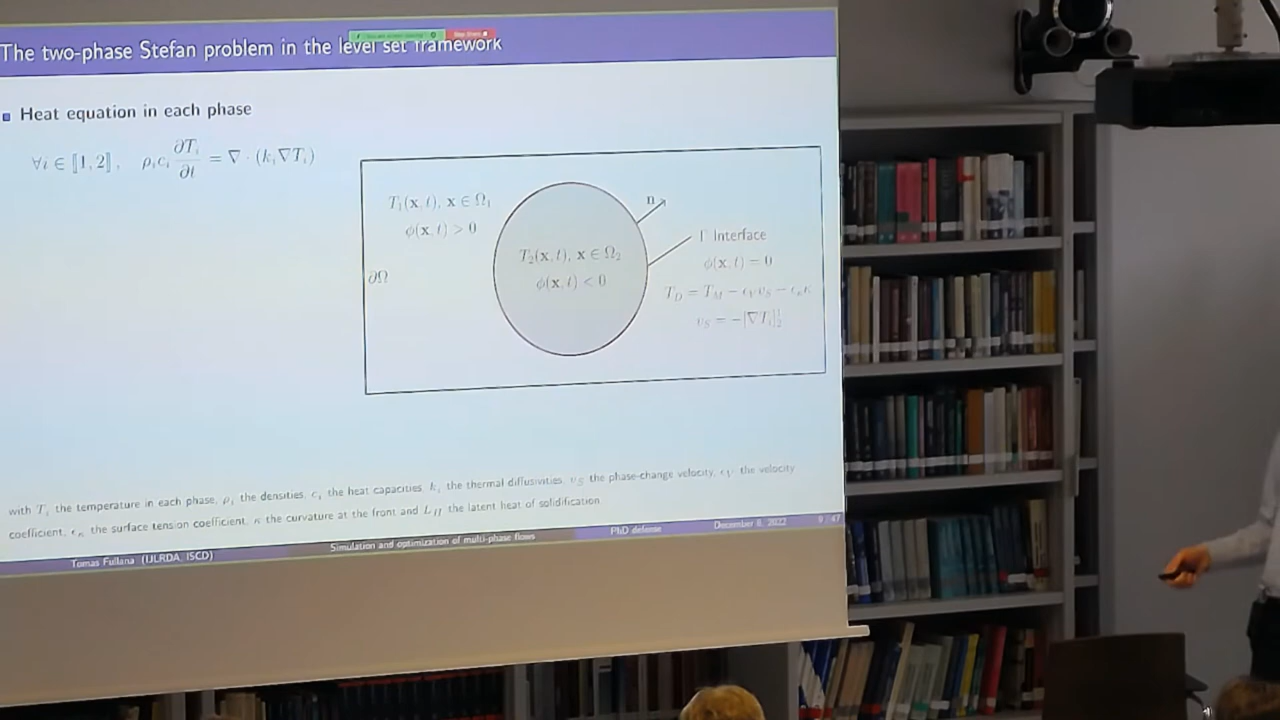 The two-phase Stefan problem in the level set framework
Heat equation in each phase
∀i ∈ ⟦1, 2⟧, ρᵢcᵢ ∂Tᵢ/∂t = ∇ · (kᵢ∇Tᵢ)
T₁(x, t), x ∈ Ω₁
ϕ(x, t) > 0
n
Γ Interface
T₂(x, t), x ∈ Ω₂
ϕ(x, t) = 0
∂Ω
ϕ(x, t) < 0
T_D = T_M − ϵ_V v_S − ϵ_κ κ
v_S = −[∇Tᵢ]¹₂
with Tᵢ the temperature in each phase, ρᵢ the densities, cᵢ the heat capacities, kᵢ the thermal diffusivities, v_S the phase-change velocity, ϵ_V the velocity
coefficient, ϵ_κ the surface tension coefficient, κ the curvature at the front and L_H the latent heat of solidification
Tomas Fullana (IJLRDA, ISCD) Simulation and optimization of multi-phase flows PhD defense December 8, 2022 9 / 47